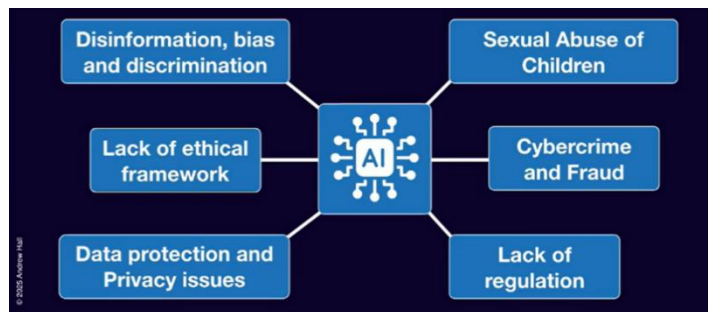 Disinformation, bias
and discrimination
Sexual Abuse of
Children
Lack of ethical
framework
AI
Cybercrime
and Fraud
Data protection and
Privacy issues
Lack of
regulation
© 2025 Andrew Hall